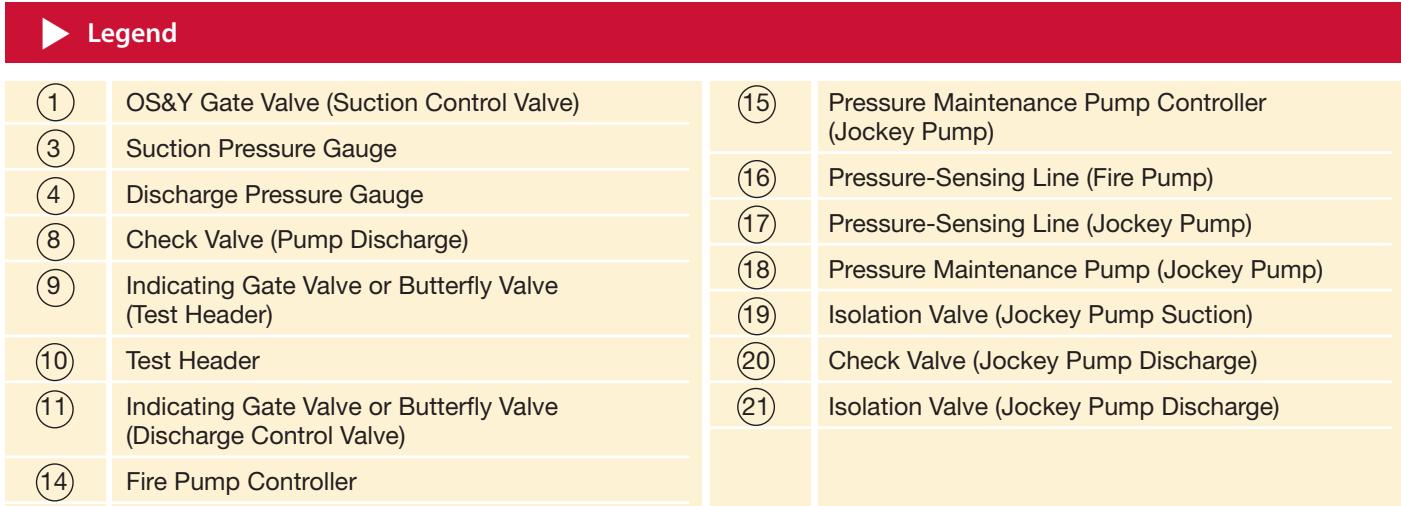 Legend
1 OS&Y Gate Valve (Suction Control Valve)
3 Suction Pressure Gauge
4 Discharge Pressure Gauge
8 Check Valve (Pump Discharge)
9 Indicating Gate Valve or Butterfly Valve
(Test Header)
10 Test Header
11 Indicating Gate Valve or Butterfly Valve
(Discharge Control Valve)
14 Fire Pump Controller
15 Pressure Maintenance Pump Controller
(Jockey Pump)
16 Pressure-Sensing Line (Fire Pump)
17 Pressure-Sensing Line (Jockey Pump)
18 Pressure Maintenance Pump (Jockey Pump)
19 Isolation Valve (Jockey Pump Suction)
20 Check Valve (Jockey Pump Discharge)
21 Isolation Valve (Jockey Pump Discharge)